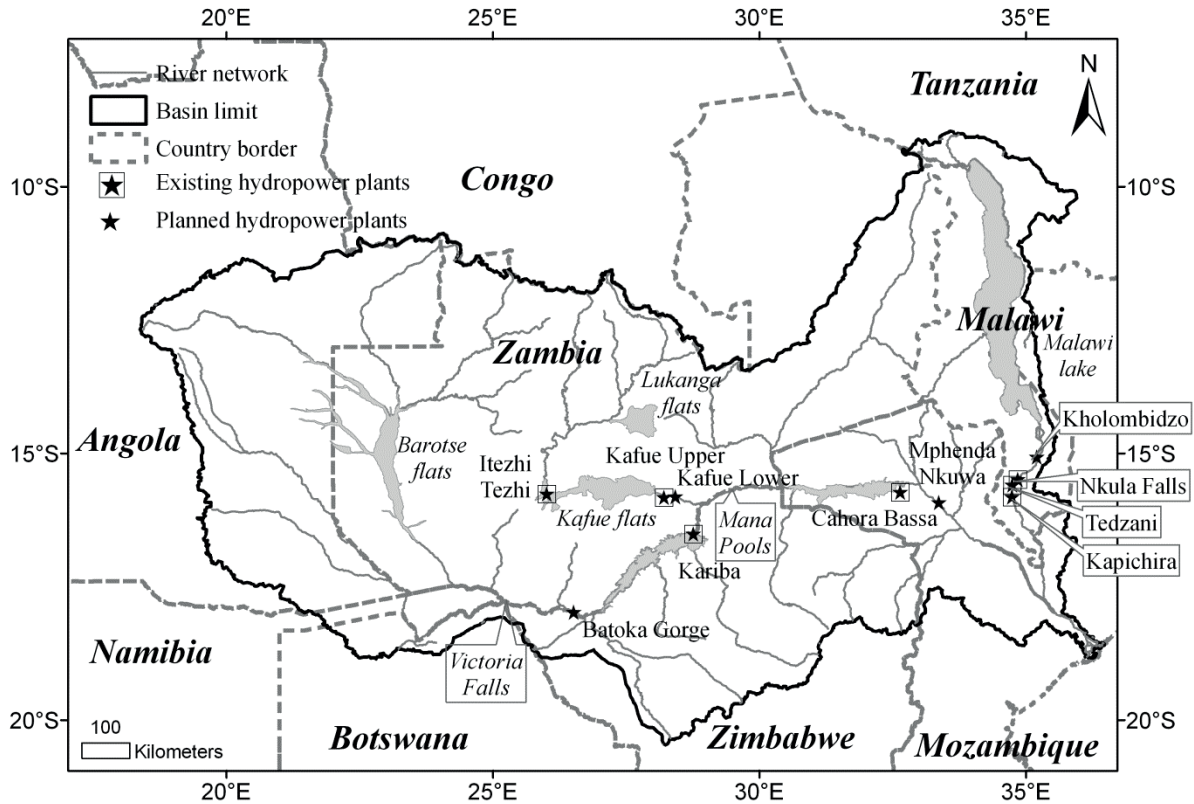 20°E 25°E 30°E 35°E
River network
Basin limit
Country border
Existing hydropower plants
Planned hydropower plants
Tanzania
N
Congo
10°S
10°S
Malawi
Malawi
lake
Zambia
Lukanga
flats
Kholombidzo
Angola
15°S
15°S
Barotse
flats
Itezhi
Tezhi
Kafue Upper
Kafue Lower
Mphenda
Nkuwa
Nkula Falls
Kafue flats
Mana
Pools
Cahora Bassa
Tedzani
Kapichira
Kariba
Batoka Gorge
Namibia
Victoria
Falls
20°S
20°S
100
Kilometers
Botswana
Zimbabwe
Mozambique
20°E 25°E 30°E 35°E